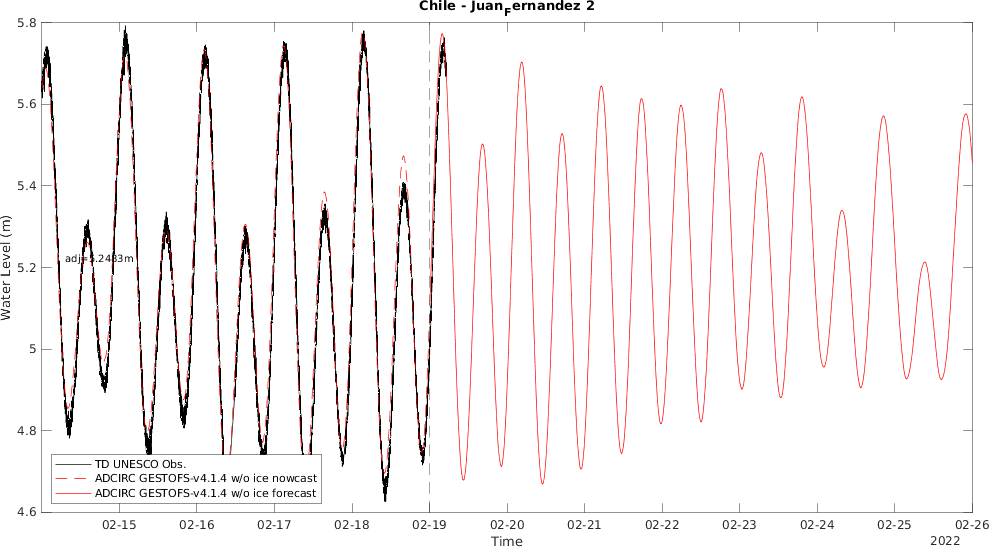 Chile - Juan_Fernandez 2
5.8
5.6
5.4
5.2
5
4.8
4.6
Water Level (m)
adj=5.2483m
TD UNESCO Obs.
ADCIRC GESTOFS-v4.1.4 w/o ice nowcast
ADCIRC GESTOFS-v4.1.4 w/o ice forecast
02-15 02-16 02-17 02-18 02-19 02-20 02-21 02-22 02-23 02-24 02-25 02-26
Time
2022